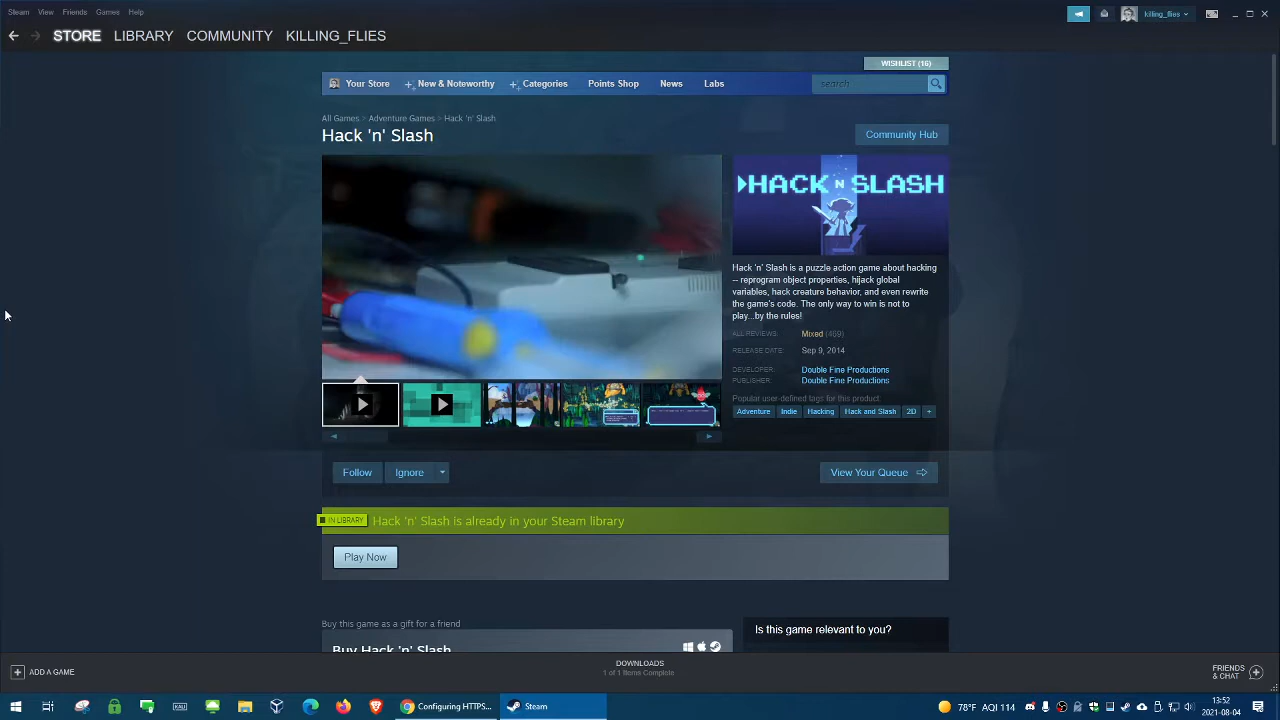 Steam View Friends Games Help
killing_flies
STORE LIBRARY COMMUNITY KILLING_FLIES
WISHLIST (16)
Your Store New & Noteworthy Categories Points Shop News Labs
search
All Games > Adventure Games > Hack 'n' Slash
Hack 'n' Slash
Community Hub
HACK N SLASH
Hack 'n' Slash is a puzzle action game about hacking
-- reprogram object properties, hijack global
variables, hack creature behavior, and even rewrite
the game's code. The only way to win is not to
play...by the rules!
ALL REVIEWS: Mixed (469)
RELEASE DATE: Sep 9, 2014
DEVELOPER: Double Fine Productions
PUBLISHER: Double Fine Productions
Popular user-defined tags for this product:
Adventure Indie Hacking Hack and Slash 2D +
Follow Ignore
View Your Queue
IN LIBRARY Hack 'n' Slash is already in your Steam library
Play Now
Buy this game as a gift for a friend
Buy Hack 'n' Slash
Is this game relevant to you?
ADD A GAME
DOWNLOADS
1 of 1 Items Complete
FRIENDS
& CHAT
Configuring HTTPS... Steam
78°F AQI 114
13:52
2021-08-04